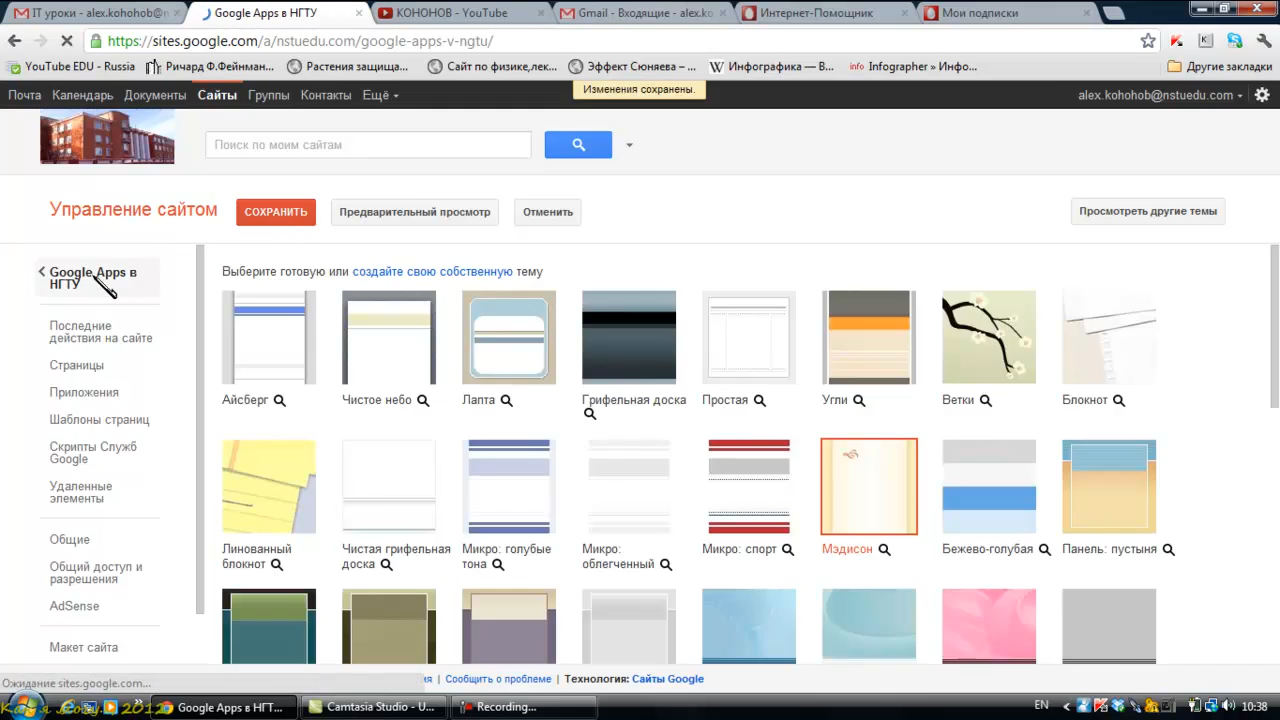 IT уроки - alex.kohohob@n
Google Apps в НГТУ
КОНОНОВ - YouTube
Gmail - Входящие - alex.ko
Интернет-Помощник
Мои подписки
https://sites.google.com/a/nstuedu.com/google-apps-v-ngtu/
YouTube EDU - Russia
Ричард Ф.Фейнман...
Растения защища...
Сайт по физике,лек...
Эффект Сюняева – ...
Инфографика — В...
info Infographer » Инфо...
Другие закладки
Почта Календарь Документы Сайты Группы Контакты Ещё
Изменения сохранены.
alex.kohohob@nstuedu.com
Поиск по моим сайтам
Управление сайтом
СОХРАНИТЬ
Предварительный просмотр
Отменить
Просмотреть другие темы
Google Apps в
НГТУ
Последние
действия на сайте
Страницы
Приложения
Шаблоны страниц
Скрипты Служб
Google
Удаленные
элементы
Общие
Общий доступ и
разрешения
AdSense
Макет сайта
Выберите готовую или создайте свою собственную тему
Айсберг
Чистое небо
Лапта
Грифельная доска
Простая
Угли
Ветки
Блокнот
Линованный
блокнот
Чистая грифельная
доска
Микро: голубые
тона
Микро:
облегченный
Микро: спорт
Мэдисон
Бежево-голубая
Панель: пустыня
Ожидание sites.google.com...
ия | Сообщить о проблеме | Технология: Сайты Google
Google Apps в НГТ...
Camtasia Studio - U...
Recording...
EN
10:38